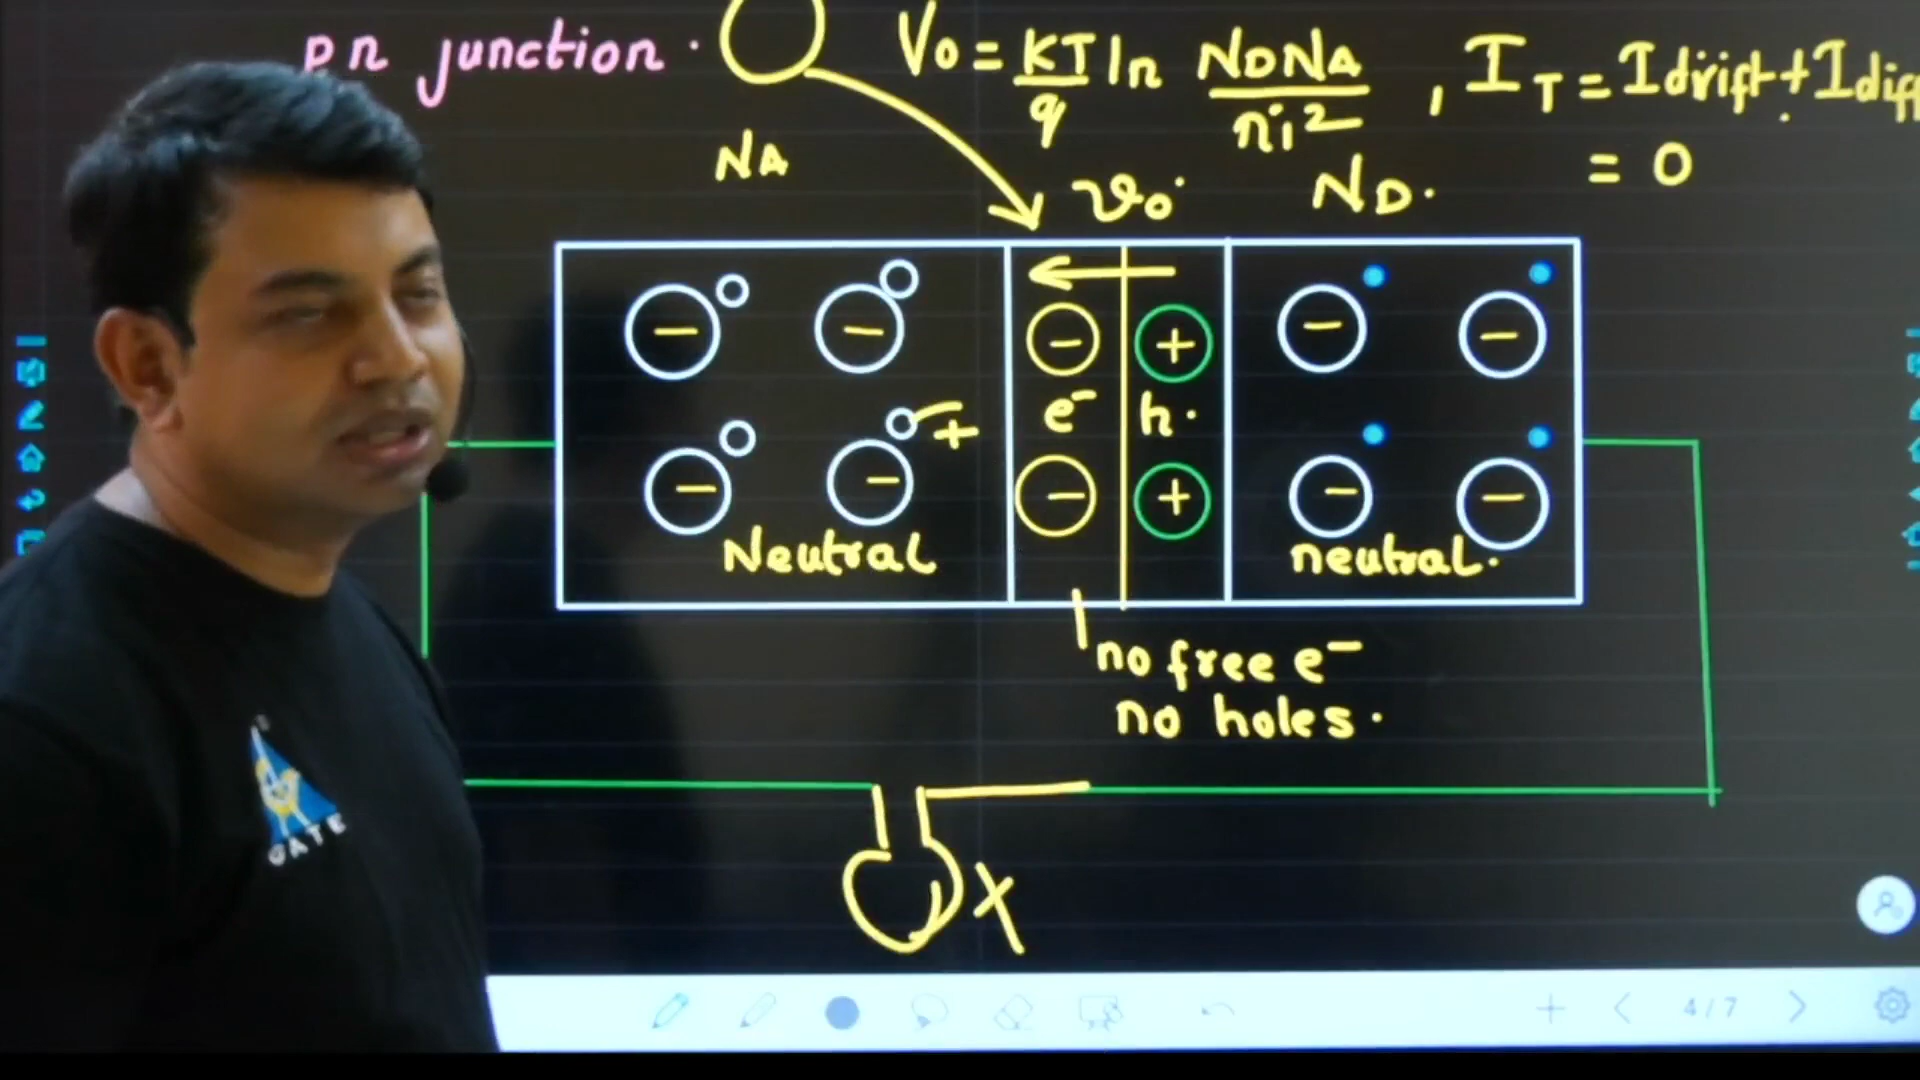 pn junction.
V0 = KT/q ln NDNA/ni², IT = Idrift + Idiff
= 0
NA
V0
ND.
− − − + − −
e⁻ h.
+
− − − + − −
Neutral
neutral.
no free e⁻
no holes.
X
GATE
4/7